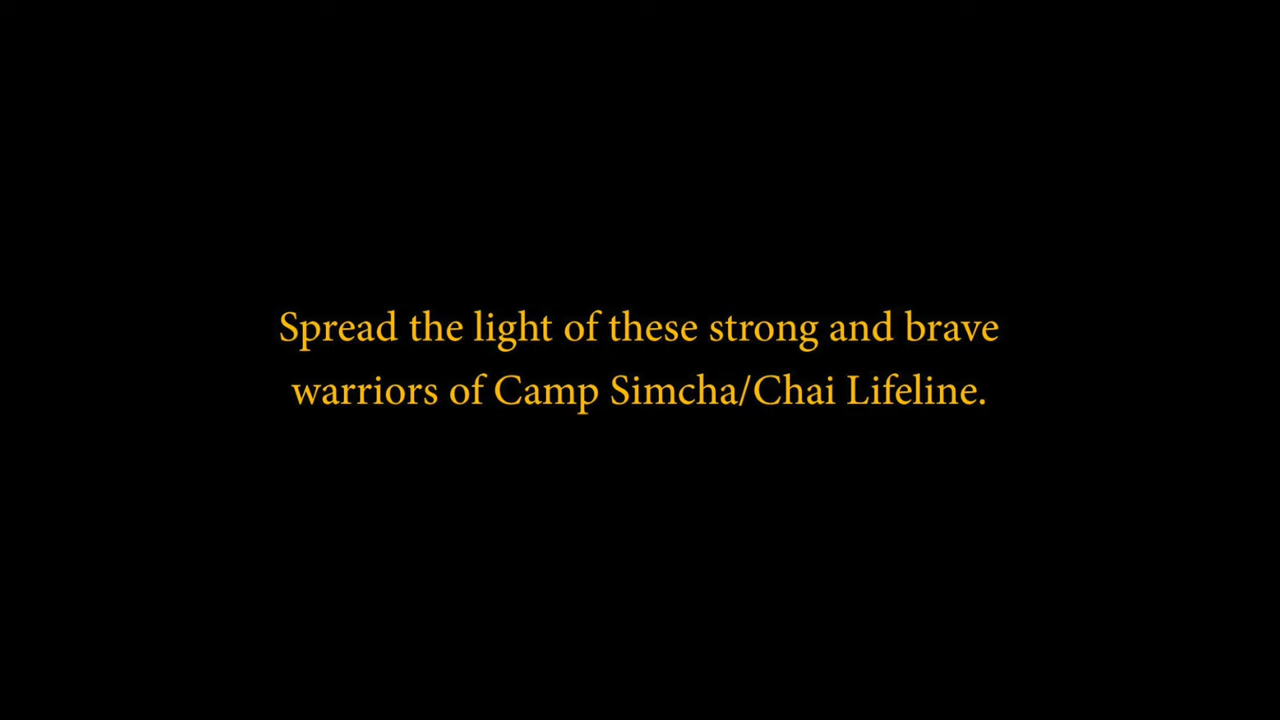 Spread the light of these strong and brave
warriors of Camp Simcha/Chai Lifeline.